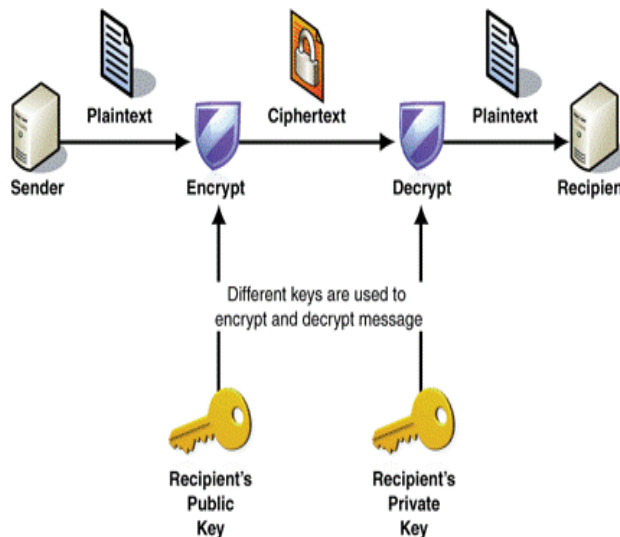 Plaintext
Ciphertext
Plaintext
Sender
Encrypt
Decrypt
Recipien
Different keys are used to
encrypt and decrypt message
Recipient's
Public
Key
Recipient's
Private
Key